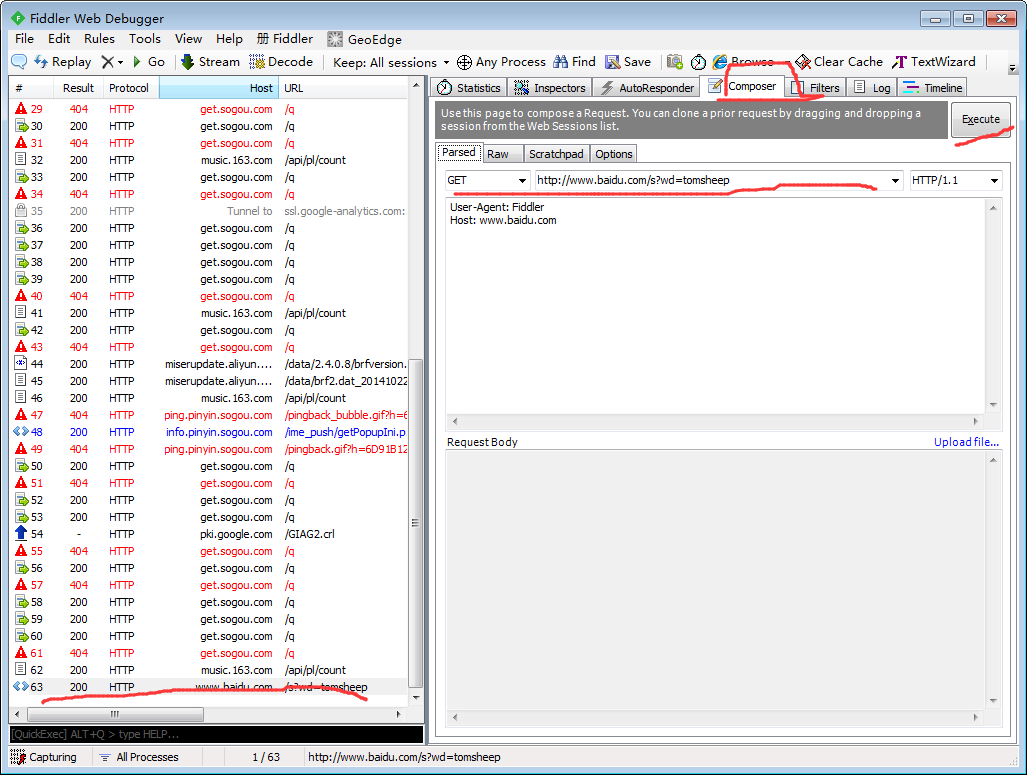 Fiddler Web Debugger
File Edit Rules Tools View Help 册 Fiddler GeoEdge
Replay Go Stream Decode Keep: All sessions Any Process Find Save Browse Clear Cache TextWizard
# Result Protocol Host URL
29 404 HTTP get.sogou.com /q
30 200 HTTP get.sogou.com /q
31 404 HTTP get.sogou.com /q
32 200 HTTP music.163.com /api/pl/count
33 200 HTTP get.sogou.com /q
34 404 HTTP get.sogou.com /q
35 200 HTTP Tunnel to ssl.google-analytics.com:
36 200 HTTP get.sogou.com /q
37 200 HTTP get.sogou.com /q
38 200 HTTP get.sogou.com /q
39 200 HTTP get.sogou.com /q
40 404 HTTP get.sogou.com /q
41 200 HTTP music.163.com /api/pl/count
42 200 HTTP get.sogou.com /q
43 404 HTTP get.sogou.com /q
44 200 HTTP miserupdate.aliyun.... /data/2.4.0.8/brfversion.
45 200 HTTP miserupdate.aliyun.... /data/brf2.dat_20141022
46 200 HTTP music.163.com /api/pl/count
47 404 HTTP ping.pinyin.sogou.com /pingback_bubble.gif?h=6
48 200 HTTP info.pinyin.sogou.com /ime_push/getPopupIni.p
49 404 HTTP ping.pinyin.sogou.com /pingback.gif?h=6D91B12
50 200 HTTP get.sogou.com /q
51 404 HTTP get.sogou.com /q
52 200 HTTP get.sogou.com /q
53 200 HTTP get.sogou.com /q
54 - HTTP pki.google.com /GIAG2.crl
55 404 HTTP get.sogou.com /q
56 200 HTTP get.sogou.com /q
57 404 HTTP get.sogou.com /q
58 200 HTTP get.sogou.com /q
59 200 HTTP get.sogou.com /q
60 200 HTTP get.sogou.com /q
61 404 HTTP get.sogou.com /q
62 200 HTTP music.163.com /api/pl/count
63 200 HTTP www.baidu.com /s?wd=tomsheep
[QuickExec] ALT+Q > type HELP...
Statistics Inspectors AutoResponder Composer Filters Log Timeline
Use this page to compose a Request. You can clone a prior request by dragging and dropping a
session from the Web Sessions list.
Execute
Parsed Raw Scratchpad Options
GET http://www.baidu.com/s?wd=tomsheep HTTP/1.1
User-Agent: Fiddler
Host: www.baidu.com
Request Body Upload file...
Capturing All Processes 1 / 63 http://www.baidu.com/s?wd=tomsheep